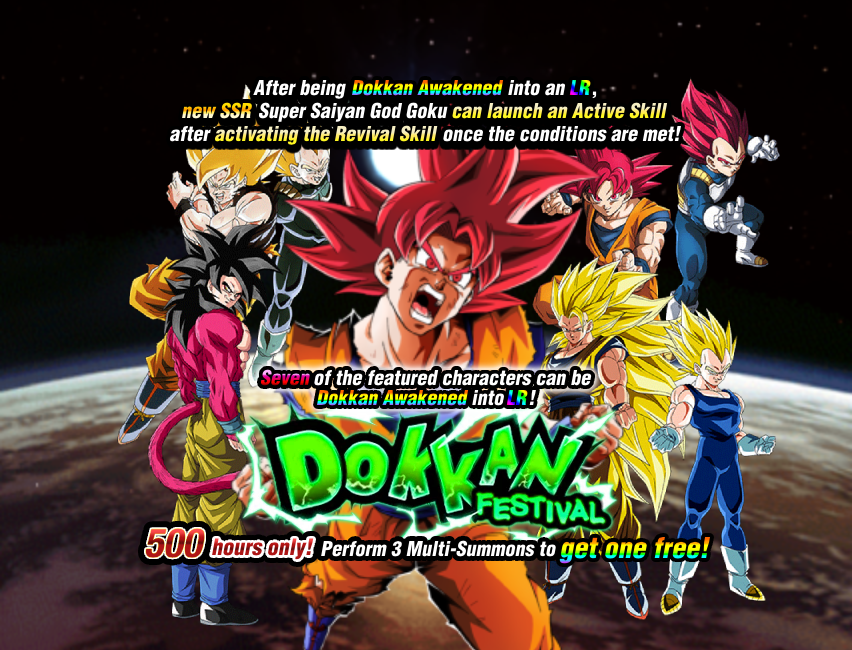 After being Dokkan Awakened into an LR,
new SSR Super Saiyan God Goku can launch an Active Skill
after activating the Revival Skill once the conditions are met!
Seven of the featured characters can be
Dokkan Awakened into LR!
DOKKAN
FESTIVAL
500 hours only! Perform 3 Multi-Summons to get one free!